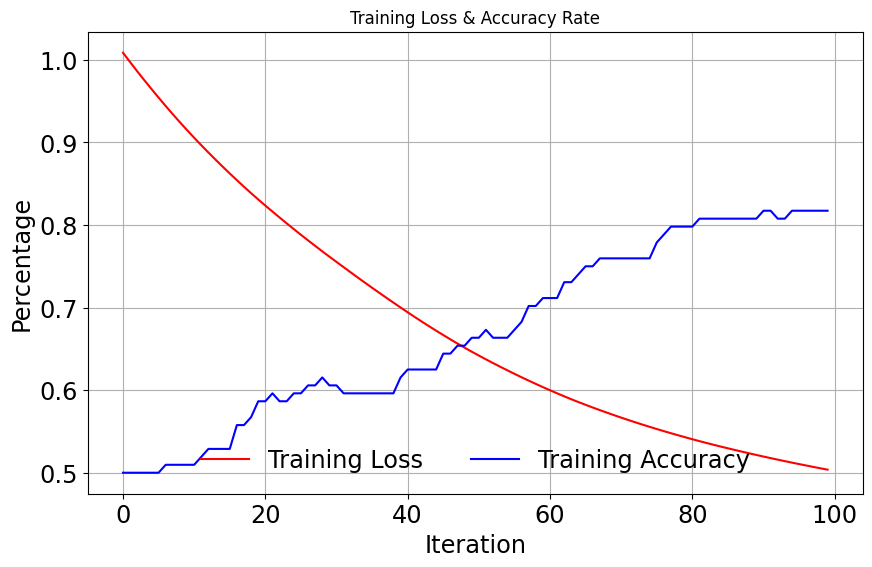 Training Loss & Accuracy Rate
1.0
0.9
0.8
0.7
0.6
0.5
Percentage
Training Loss Training Accuracy
0 20 40 60 80 100
Iteration